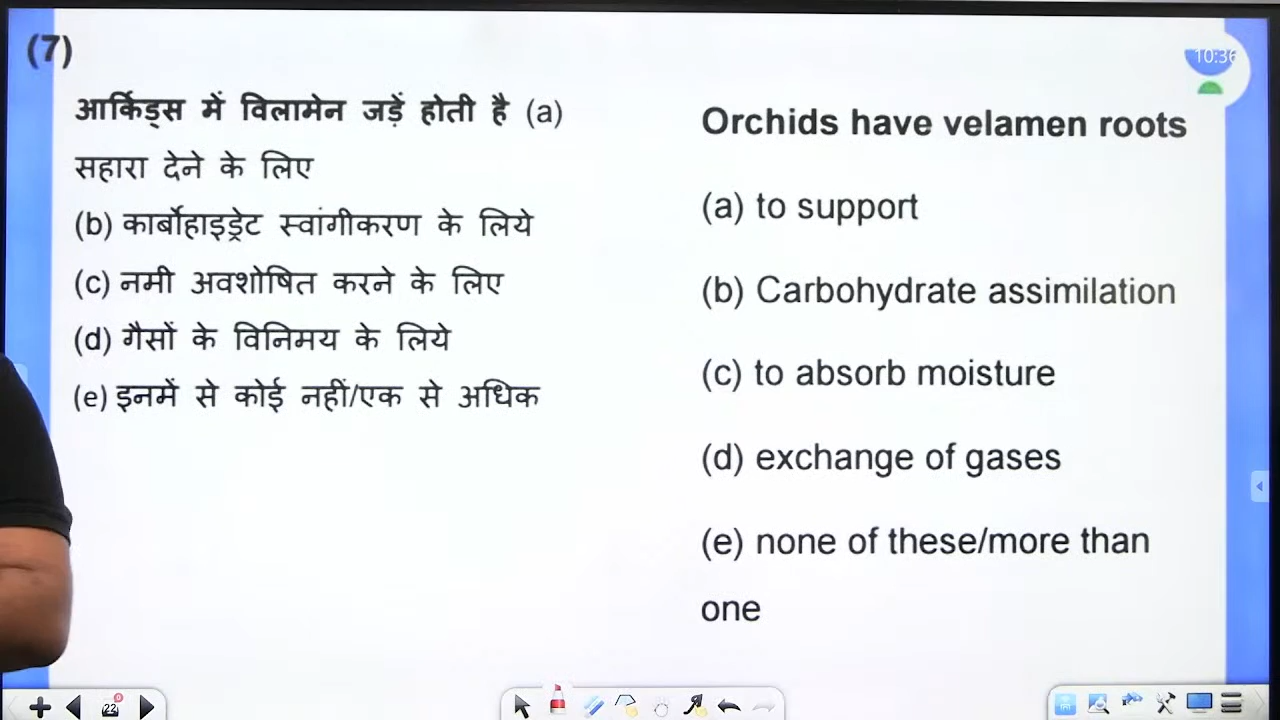 (7)
10:36
आर्किड्स में विलामेन जड़ें होती है (a)
सहारा देने के लिए
(b) कार्बोहाइड्रेट स्वांगीकरण के लिये
(c) नमी अवशोषित करने के लिए
(d) गैसों के विनिमय के लिये
(e) इनमें से कोई नहीं/एक से अधिक
Orchids have velamen roots
(a) to support
(b) Carbohydrate assimilation
(c) to absorb moisture
(d) exchange of gases
(e) none of these/more than
one
22